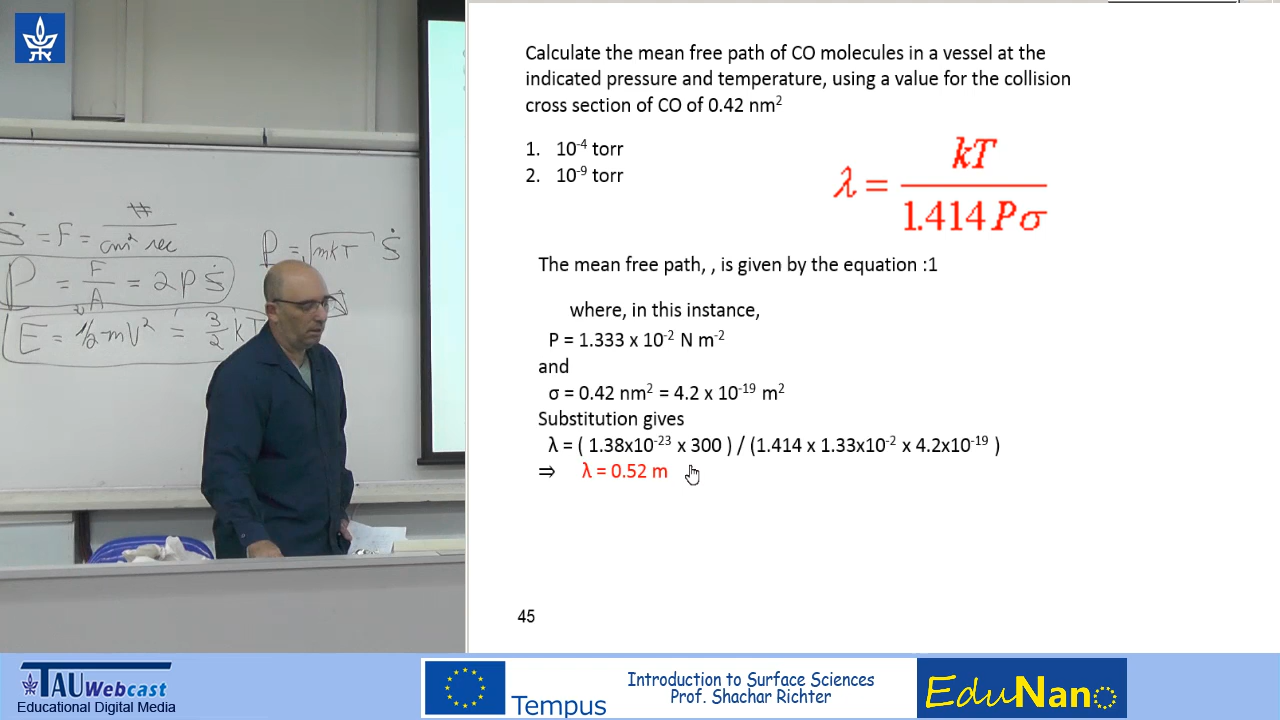 Calculate the mean free path of CO molecules in a vessel at the
indicated pressure and temperature, using a value for the collision
cross section of CO of 0.42 nm²
1. 10⁻⁴ torr
2. 10⁻⁹ torr
λ = kT / 1.414 Pσ
The mean free path, , is given by the equation :1
where, in this instance,
P = 1.333 x 10⁻² N m⁻²
and
σ = 0.42 nm² = 4.2 x 10⁻¹⁹ m²
Substitution gives
λ = ( 1.38x10⁻²³ x 300 ) / (1.414 x 1.33x10⁻² x 4.2x10⁻¹⁹ )
⇒ λ = 0.52 m
45
Ṡ = F = # / cm² sec
P = F / A = 2P Ṡ
E = ½ mV² = 3/2 kT
P = √mkT Ṡ
TAU Webcast
Educational Digital Media
Tempus
Introduction to Surface Sciences
Prof. Shachar Richter
EduNano